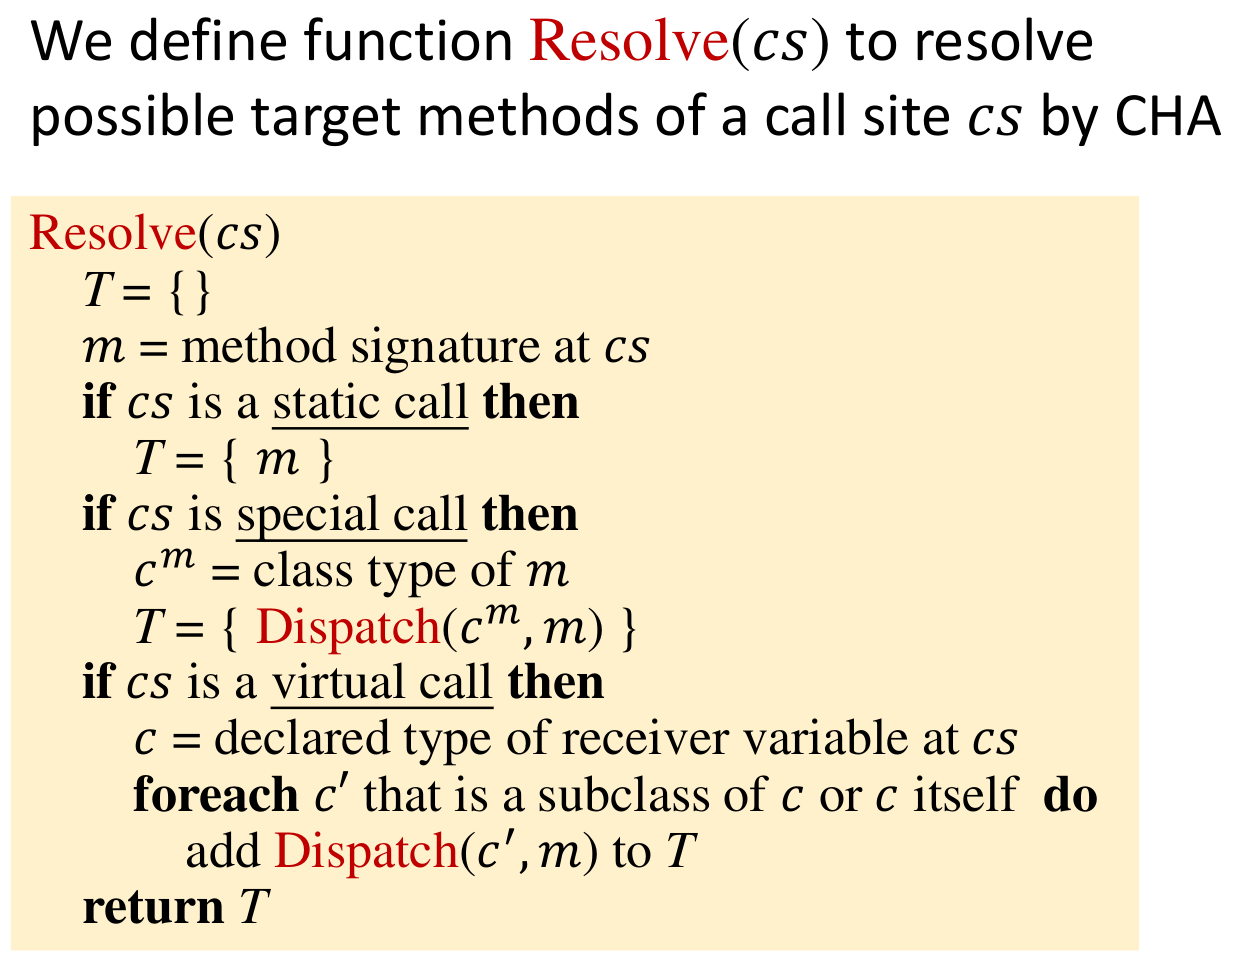 We define function Resolve(cs) to resolve
possible target methods of a call site cs by CHA
Resolve(cs)
T = { }
m = method signature at cs
if cs is a static call then
T = { m }
if cs is special call then
cᵐ = class type of m
T = { Dispatch(cᵐ, m) }
if cs is a virtual call then
c = declared type of receiver variable at cs
foreach c′ that is a subclass of c or c itself do
add Dispatch(c′, m) to T
return T